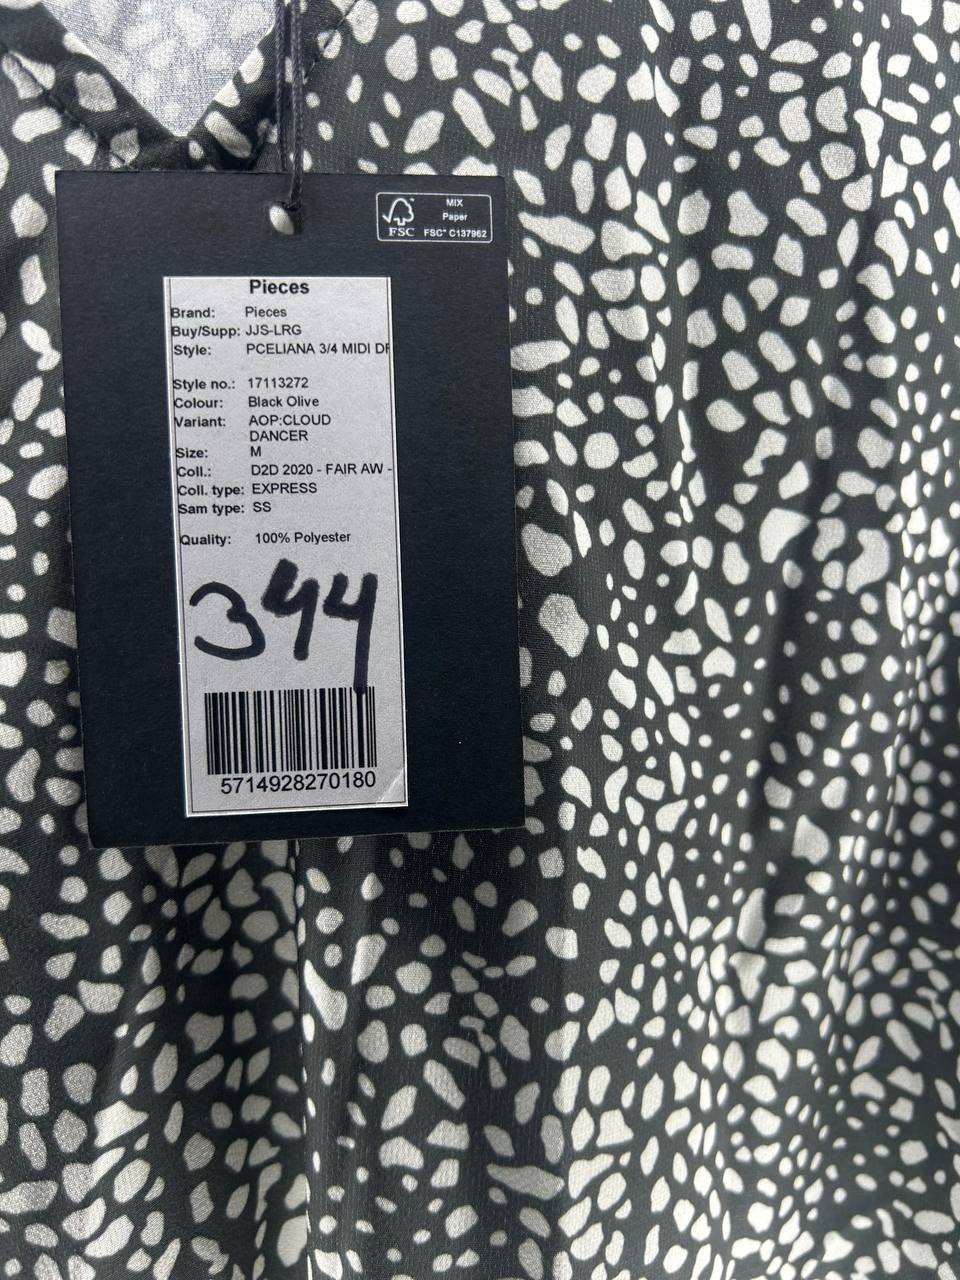 MIX
Paper
FSC FSC® C137962
Pieces
Brand: Pieces
Buy/Supp: JJS-LRG
Style: PCELIANA 3/4 MIDI DR
Style no.: 17113272
Colour: Black Olive
Variant: AOP:CLOUD
DANCER
Size: M
Coll.: D2D 2020 - FAIR AW -
Coll. type: EXPRESS
Sam type: SS
Quality: 100% Polyester
344
5714928270180